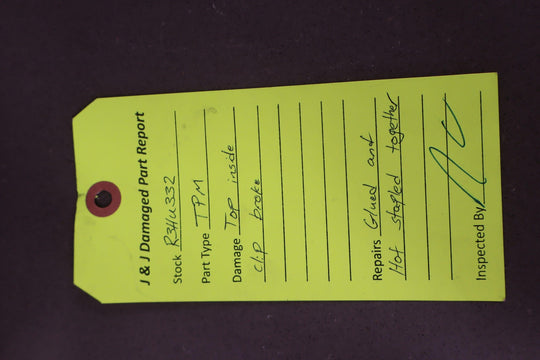 J & J Damaged Part Report
Stock R34U332
Part Type TPM
Damage Top inside
clip broke
Repairs Glued and
Hot stapled together
Inspected By